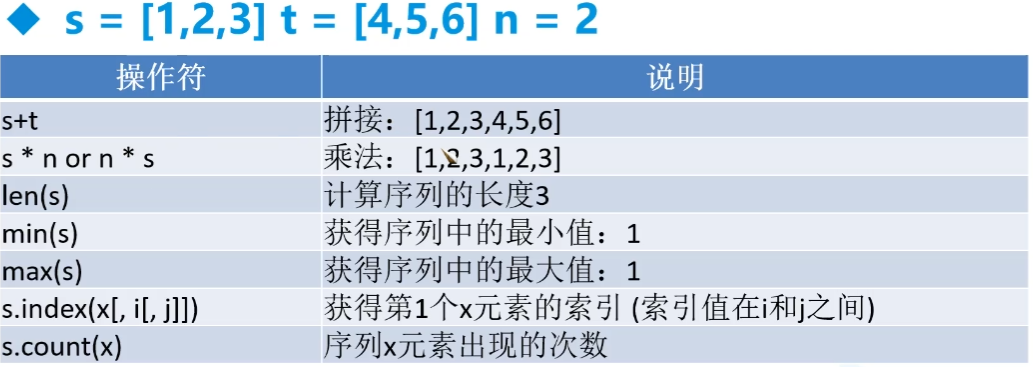 ◆ s = [1,2,3] t = [4,5,6] n = 2
操作符 说明
s+t 拼接：[1,2,3,4,5,6]
s * n or n * s 乘法：[1,2,3,1,2,3]
len(s) 计算序列的长度3
min(s) 获得序列中的最小值：1
max(s) 获得序列中的最大值：1
s.index(x[, i[, j]]) 获得第1个x元素的索引 (索引值在i和j之间)
s.count(x) 序列x元素出现的次数